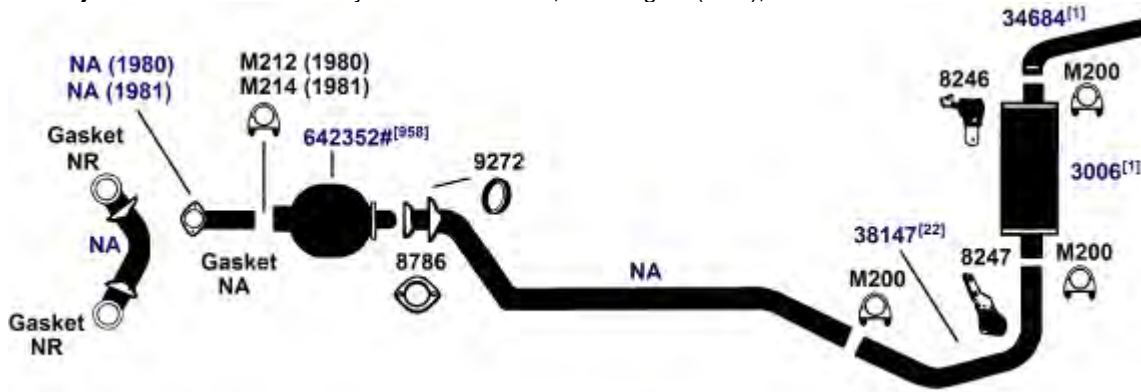 34684[1]
NA (1980)
NA (1981)
M212 (1980)
M214 (1981)
8246
M200
Gasket
NR
642352#[958]
9272
3006[1]
NA
Gasket
NA
8786
NA
38147[22]
8247
M200
M200
Gasket
NR